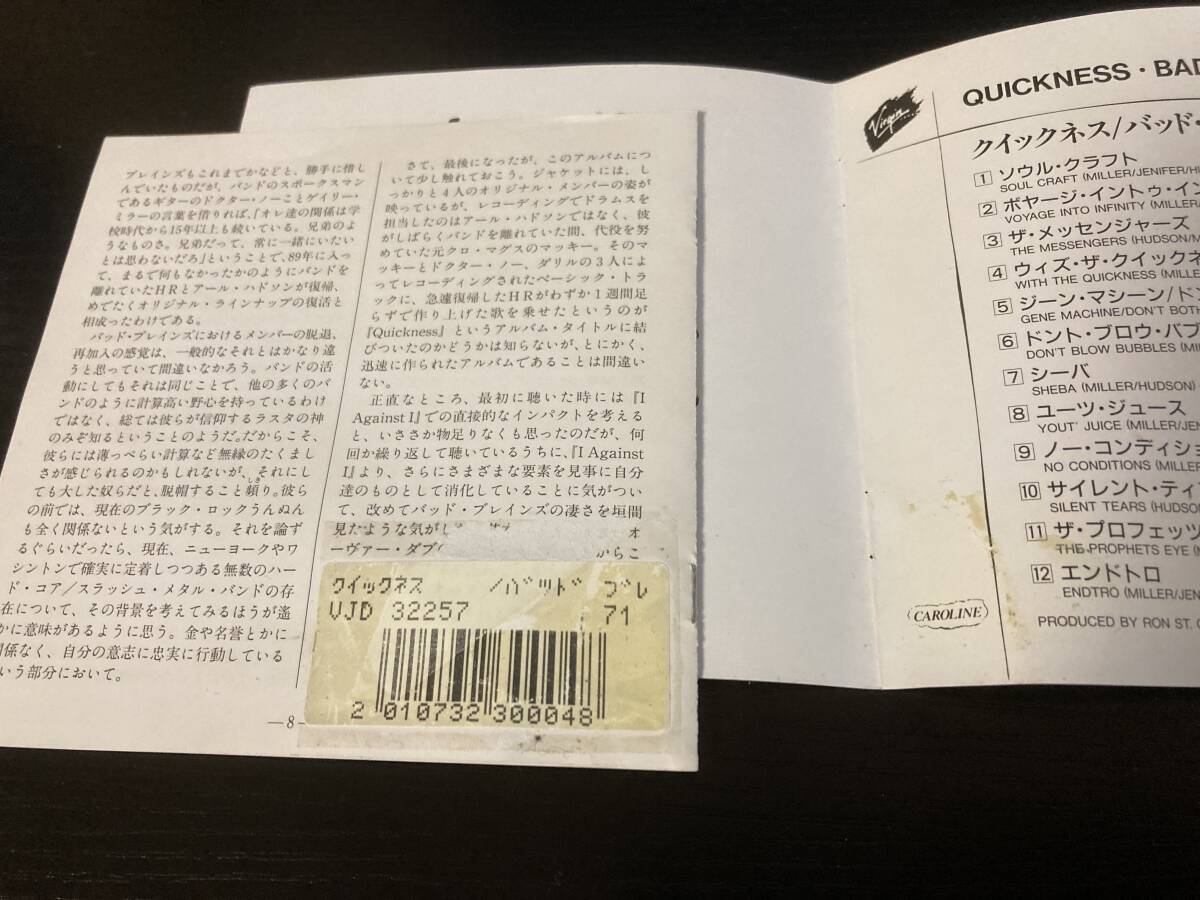 ブレインズもこれまでかなどと、勝手に惜し
んでいたものだが、バンドのスポークスマン
であるギターのドクター・ノーことゲイリー・
ミラーの言葉を借りれば、『オレ達の関係は学
校時代から15年以上も続いている。兄弟のよ
うなものさ。兄弟だって、常に一緒にいたい
とは思わないだろ』ということで、89年に入っ
て、まるで何もなかったかのようにバンドを
離れていたHRとアール・ハドソンが復帰、
めでたくオリジナル・ラインナップの復活と
相成ったわけである。
バッド・ブレインズにおけるメンバーの脱退、
再加入の感覚は、一般的なそれとはかなり違
うと思っていて間違いなかろう。バンドの活
動にしてもそれは同じことで、他の多くのバ
ンドのように計算高い野心を持っているわけ
ではなく、総ては彼らが信仰するラスタの神
のみぞ知るということのようだ。だからこそ、
彼らには薄っぺらい計算など無縁のたくまし
さが感じられるのかもしれないが、それにし
ても大した奴らだと、脱帽すること頻り。彼ら
の前では、現在のブラック・ロックうんぬん
も全く関係ないという気がする。それを論ず
るぐらいだったら、現在、ニューヨークやワ
シントンで確実に定着しつつある無数のハー
ド・コア/スラッシュ・メタル・バンドの存
在について、その背景を考えてみるほうが遙
かに意味があるように思う。金や名誉とかに
関係なく、自分の意志に忠実に行動している
いう部分において。
さて、最後になったが、このアルバムにつ
いて少し触れておこう。ジャケットには、し
っかりと4人のオリジナル・メンバーの姿が
映っているが、レコーディングでドラムスを
担当したのはアール・ハドソンではなく、彼
がしばらくバンドを離れていた間、代役を努
めていた元クロ・マグスのマッキー。そのマ
ッキーとドクター・ノー、ダリルの3人によ
ってレコーディングされたベーシック・トラ
ックに、急遽復帰したHRがわずか1週間足
らずで作り上げた歌を乗せたというのが
『Quickness』というアルバム・タイトルに結
びついたのかどうかは知らないが、とにかく、
迅速に作られたアルバムであることは間違い
ない。
正直なところ、最初に聴いた時には『I
Against I』での直接的なインパクトを考える
と、いささか物足りなくも思ったのだが、何
回か繰り返して聴いているうちに、『I Against
I』より、さらにさまざまな要素を見事に自分
達のものとして消化していることに気がつい
て、改めてバッド・ブレインズの凄さを垣間
見たような気がし
ーヴァー・ダブ
からこ
クイックネス /バッド ブレ
VJD 32257 71
2 010732 300048
—8
Virgin
QUICKNESS・BAD
クイックネス/バッド・
1 ソウル・クラフト
SOUL CRAFT (MILLER/JENIFER/H
2 ボヤージ・イントゥ・イン
VOYAGE INTO INFINITY (MILLER/
3 ザ・メッセンジャーズ
THE MESSENGERS (HUDSON/M
4 ウィズ・ザ・クイックネ
WITH THE QUICKNESS (MILLE
5 ジーン・マシーン/ドン
GENE MACHINE/DON'T BOTH
6 ドント・ブロウ・バブ
DON'T BLOW BUBBLES (MI
7 シーバ
SHEBA (MILLER/HUDSON)
8 ユーツ・ジュース
YOUT' JUICE (MILLER/JEN
9 ノー・コンディショ
NO CONDITIONS (MILLER
10 サイレント・ティア
SILENT TEARS (HUDSO
11 ザ・プロフェッツ
THE PROPHETS EYE (M
12 エンドトロ
ENDTRO (MILLER/JEN
CAROLINE
PRODUCED BY RON ST.